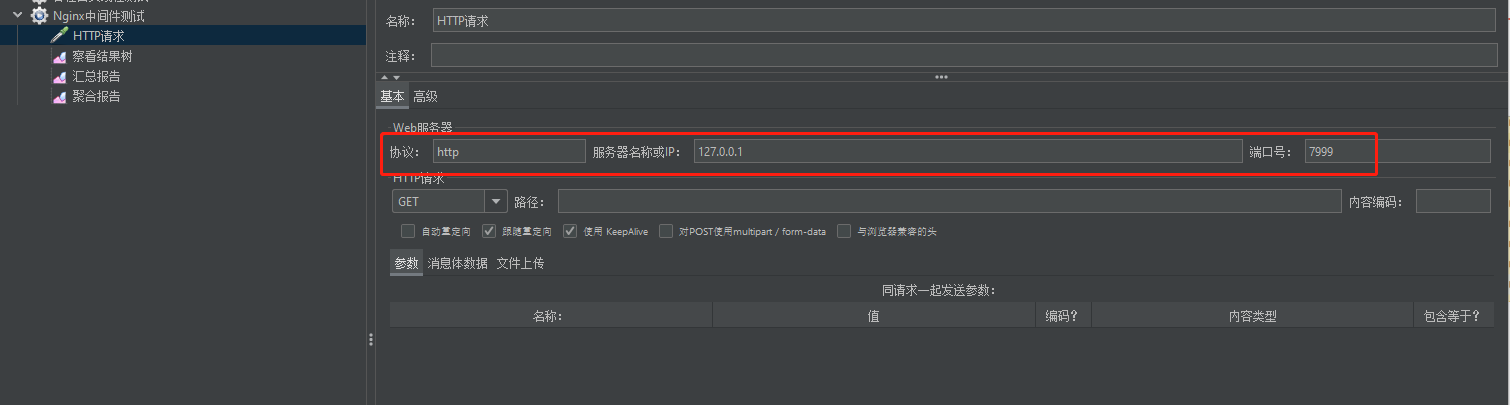 Nginx中间件测试
HTTP请求
察看结果树
汇总报告
聚合报告
名称： HTTP请求
注释：
基本 高级
Web服务器
协议： http 服务器名称或IP： 127.0.0.1 端口号： 7999
HTTP请求
GET 路径： 内容编码：
自动重定向 跟随重定向 使用 KeepAlive 对POST使用multipart / form-data 与浏览器兼容的头
参数 消息体数据 文件上传
同请求一起发送参数：
名称： 值 编码？ 内容类型 包含等于？